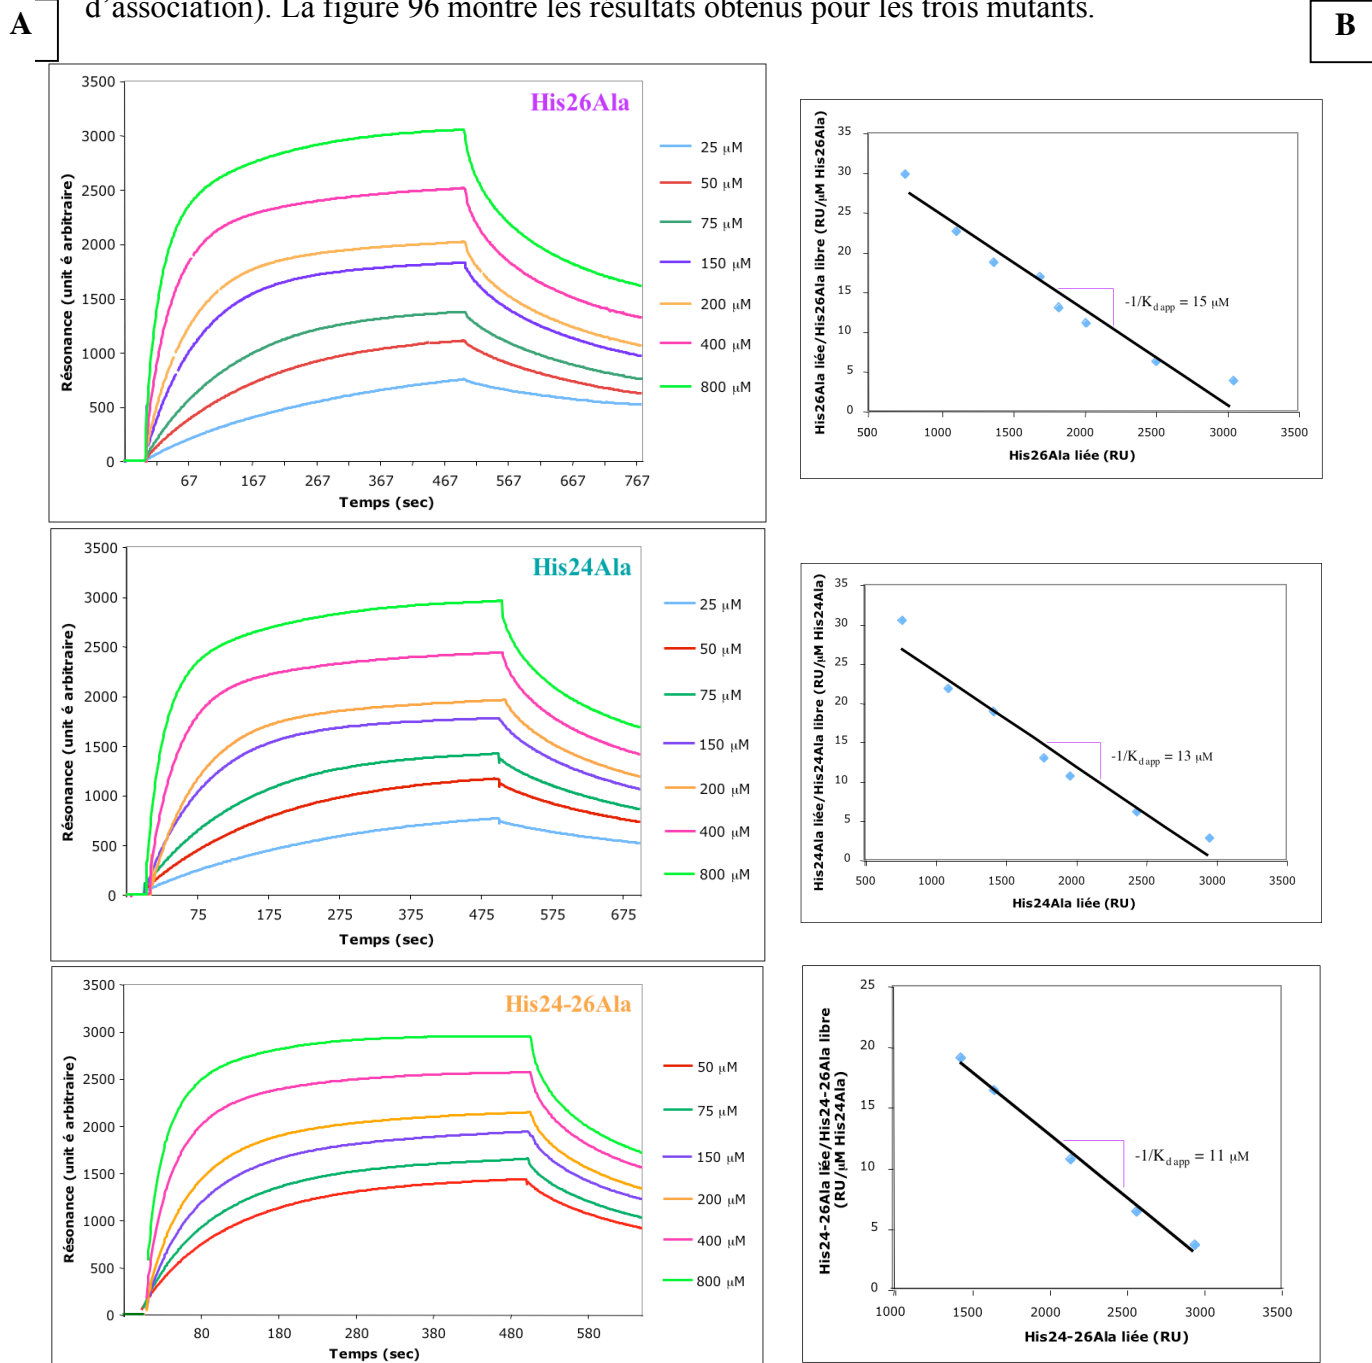 d’association). La figure 96 montre les résultats obtenus pour les trois mutants.
A
B
His26Ala
Résonance (unit é arbitraire)
3500
3000
2500
2000
1500
1000
500
0
67 167 267 367 467 567 667 767
Temps (sec)
25 µM
50 µM
75 µM
150 µM
200 µM
400 µM
800 µM
His26Ala liée/His26Ala libre (RU/µM His26Ala)
35
30
25
20
15
10
5
0
-1/Kd app = 15 µM
500 1000 1500 2000 2500 3000 3500
His26Ala liée (RU)
His24Ala
Résonance (unit é arbitraire)
3500
3000
2500
2000
1500
1000
500
0
75 175 275 375 475 575 675
Temps (sec)
25 µM
50 µM
75 µM
150 µM
200 µM
400 µM
800 µM
His24Ala liée/His24Ala libre (RU/µM His24Ala)
35
30
25
20
15
10
5
0
-1/Kd app = 13 µM
500 1000 1500 2000 2500 3000 3500
His24Ala liée (RU)
His24-26Ala
Résonance (unit é arbitraire)
3500
3000
2500
2000
1500
1000
500
0
80 180 280 380 480 580
Temps (sec)
50 µM
75 µM
150 µM
200 µM
400 µM
800 µM
His24-26Ala liée/His24-26Ala libre
(RU/µM His24Ala)
25
20
15
10
5
0
-1/Kd app = 11 µM
1000 1500 2000 2500 3000 3500
His24-26Ala liée (RU)